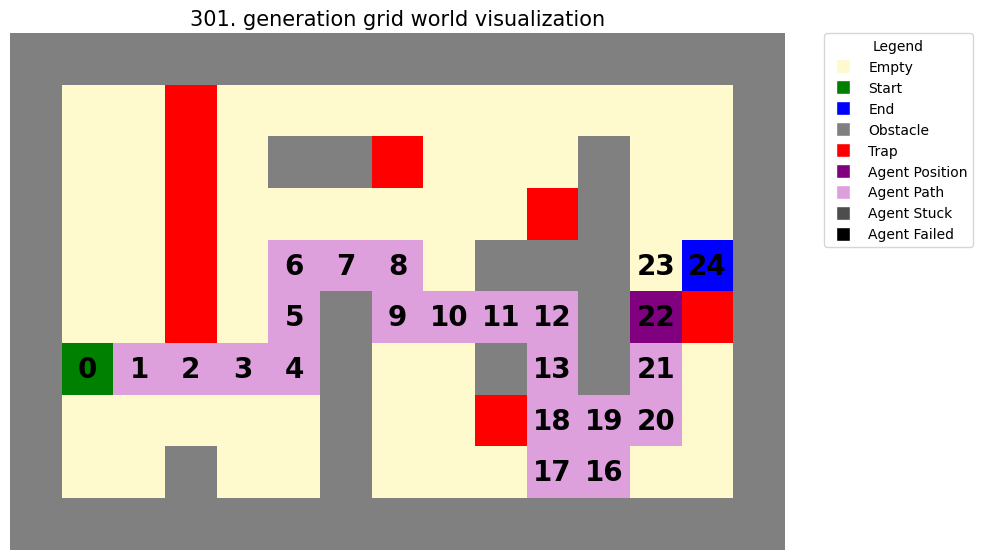 301. generation grid world visualization
Legend
Empty
Start
End
Obstacle
Trap
Agent Position
Agent Path
Agent Stuck
Agent Failed
6 7 8 23 24
5 9 10 11 12 22
0 1 2 3 4 13 21
18 19 20
17 16